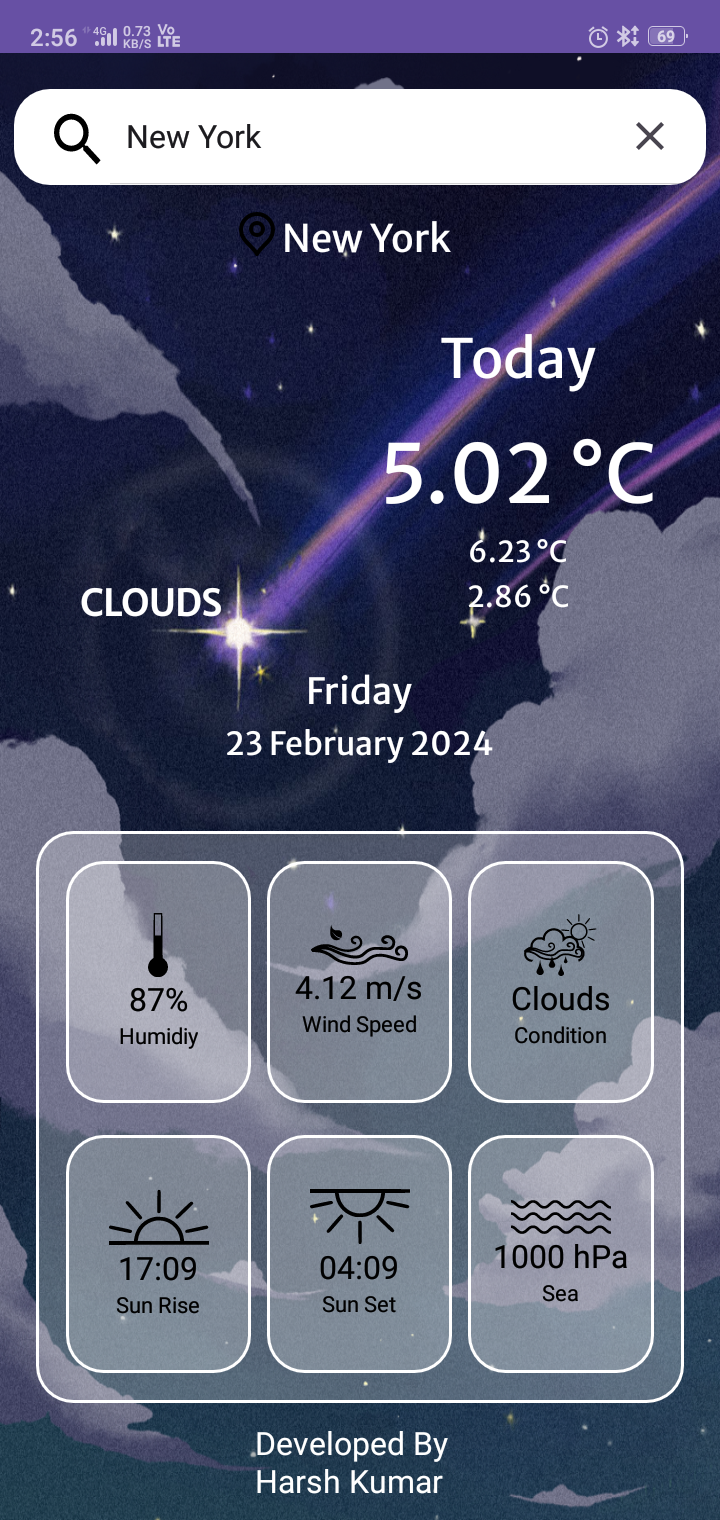 2:56 4G 0.73 KB/S Vo LTE 69
New York
New York
Today
5.02 °C
6.23 °C
2.86 °C
CLOUDS
Friday
23 February 2024
87%
Humidiy
4.12 m/s
Wind Speed
Clouds
Condition
17:09
Sun Rise
04:09
Sun Set
1000 hPa
Sea
Developed By
Harsh Kumar